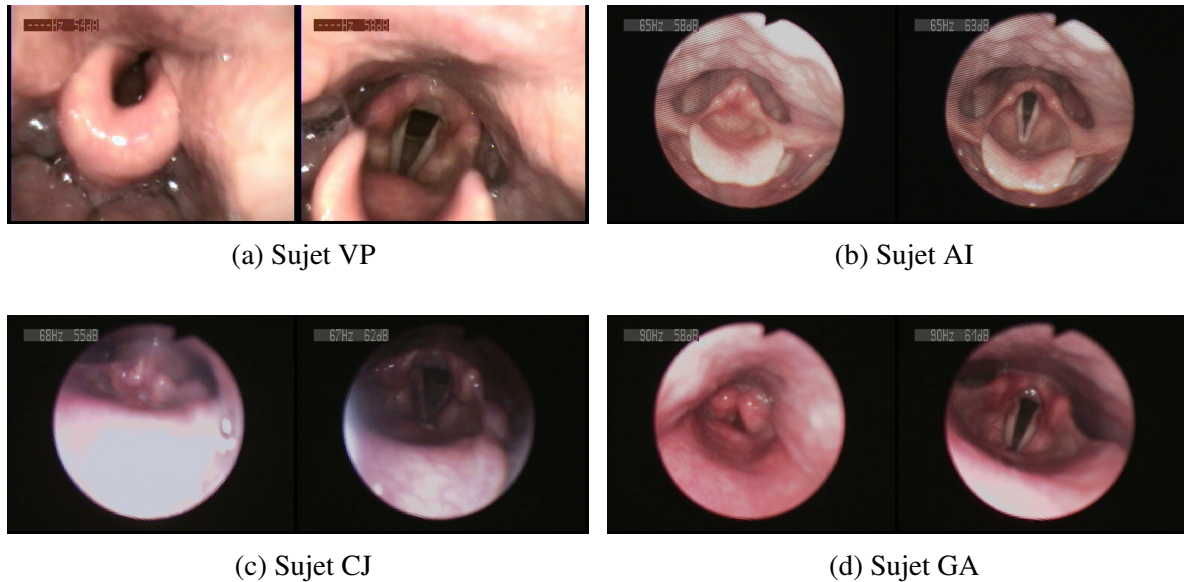 ----Hz 54dB
----Hz 58dB
65Hz 58dB
65Hz 63dB
(a) Sujet VP
(b) Sujet AI
68Hz 55dB
67Hz 62dB
90Hz 58dB
90Hz 61dB
(c) Sujet CJ
(d) Sujet GA